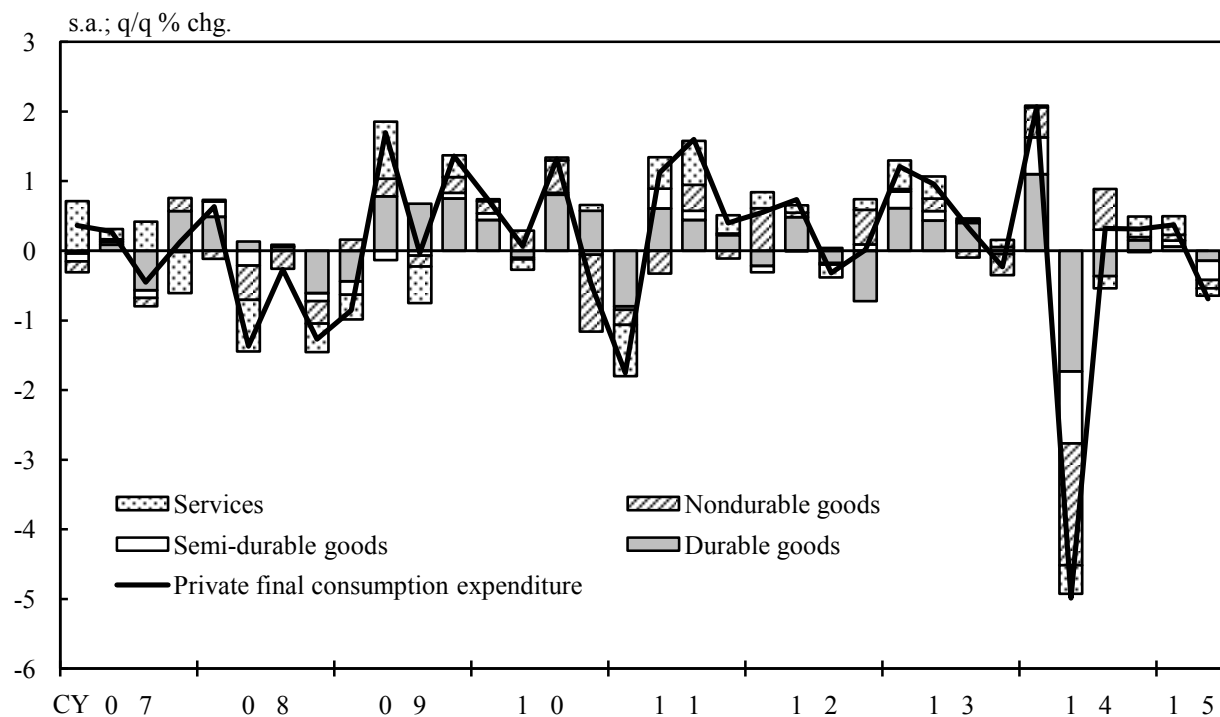 s.a.; q/q % chg.
3
2
1
0
-1
-2
-3
-4
-5
-6
Services
Nondurable goods
Semi-durable goods
Durable goods
Private final consumption expenditure
CY 0 7 0 8 0 9 1 0 1 1 1 2 1 3 1 4 1 5